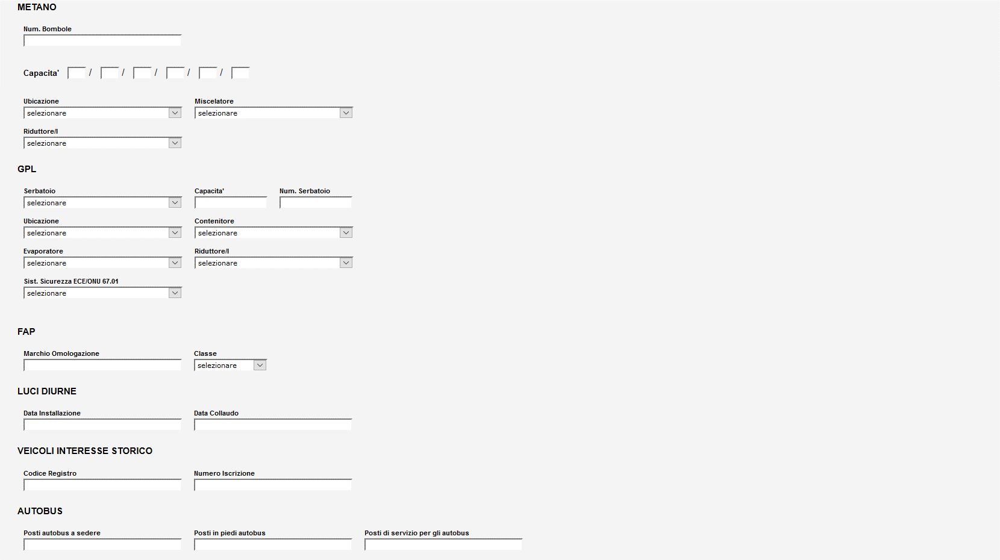 METANO
Num. Bombole
Capacita' / / / / /
Ubicazione Miscelatore
selezionare selezionare
Riduttore/I
selezionare
GPL
Serbatoio Capacita' Num. Serbatoio
selezionare
Ubicazione Contenitore
selezionare selezionare
Evaporatore Riduttore/I
selezionare selezionare
Sist. Sicurezza ECE/ONU 67.01
selezionare
FAP
Marchio Omologazione Classe
selezionare
LUCI DIURNE
Data Installazione Data Collaudo
VEICOLI INTERESSE STORICO
Codice Registro Numero Iscrizione
AUTOBUS
Posti autobus a sedere Posti in piedi autobus Posti di servizio per gli autobus